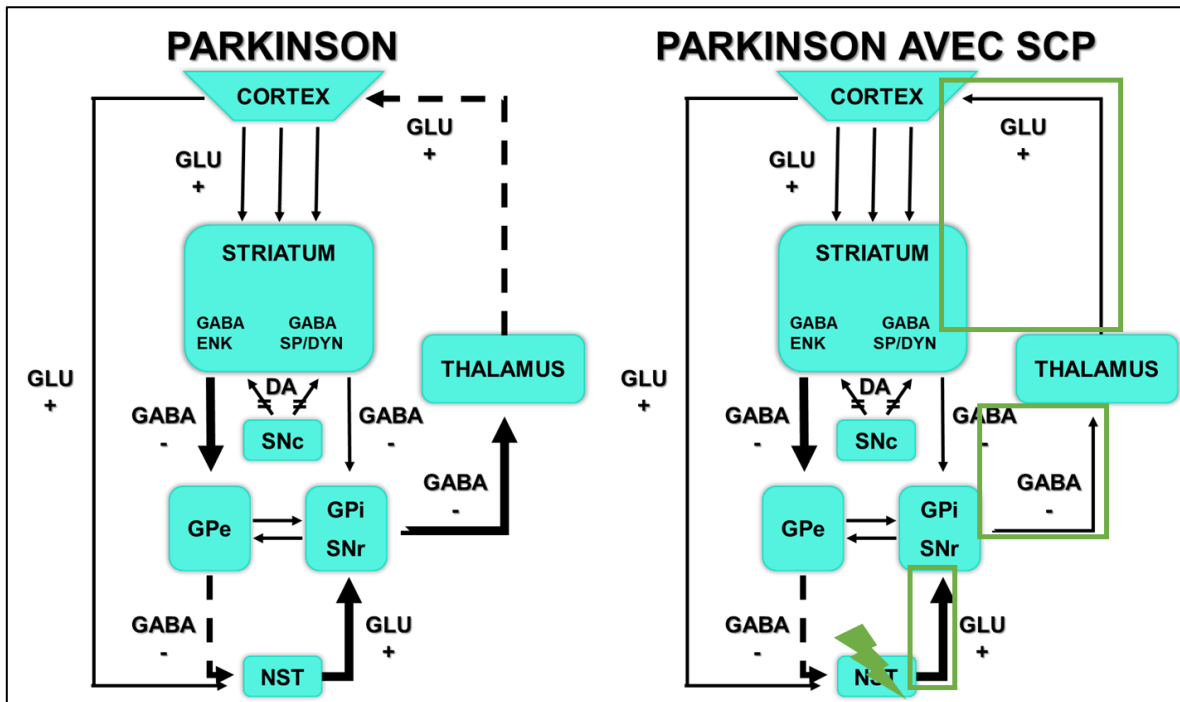 PARKINSON
CORTEX
GLU
+
GLU
+
STRIATUM
GABA
ENK
GABA
SP/DYN
THALAMUS
GLU
+
DA
GABA
-
GABA
-
SNc
GABA
-
GPe
GPi
SNr
GABA
-
GLU
+
NST
PARKINSON AVEC SCP
CORTEX
GLU
+
GLU
+
STRIATUM
GABA
ENK
GABA
SP/DYN
THALAMUS
GLU
+
DA
GABA
-
GABA
-
SNc
GABA
-
GPe
GPi
SNr
GABA
-
GLU
+
NST